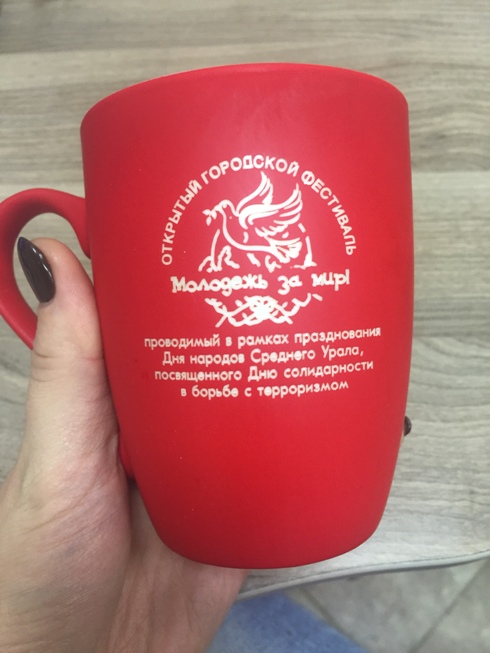 ОТКРЫТЫЙ ГОРОДСКОЙ ФЕСТИВАЛЬ
Молодежь за мир!
проводимый в рамках празднования
Дня народов Среднего Урала,
посвященного Дню солидарности
в борьбе с терроризмом